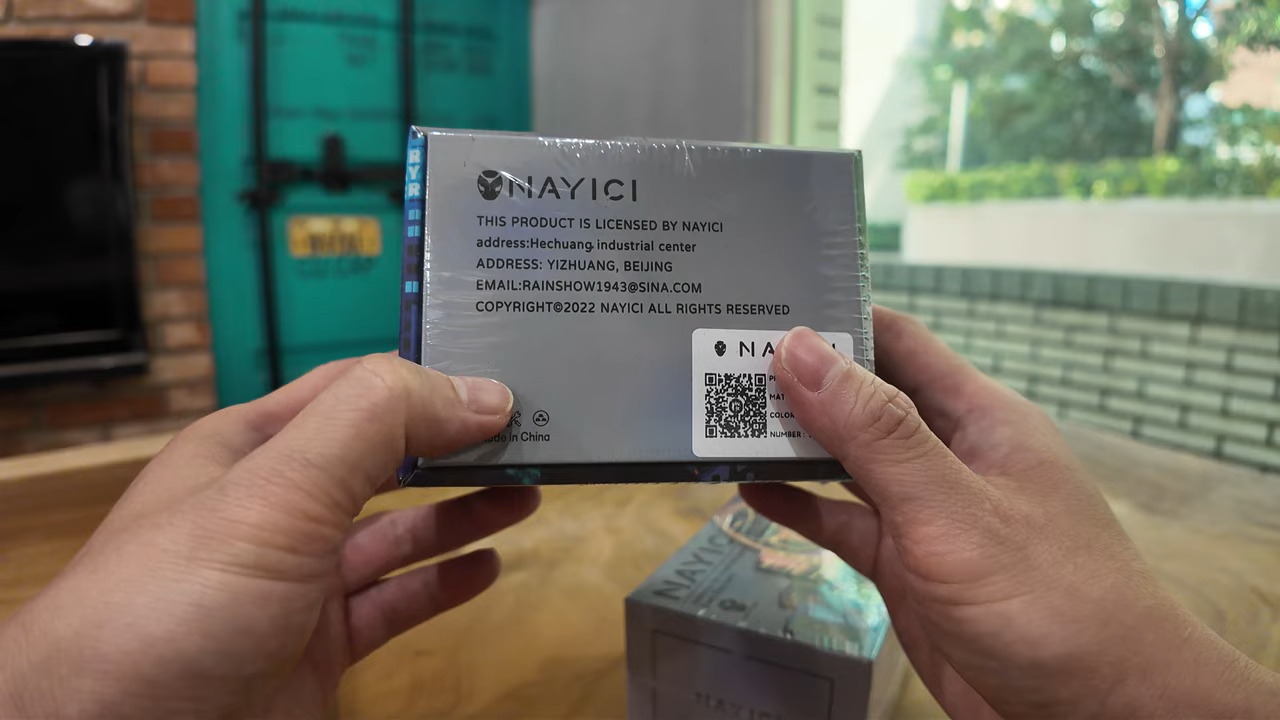 NAYICI
THIS PRODUCT IS LICENSED BY NAYICI
address:Hechuang industrial center
ADDRESS: YIZHUANG, BEIJING
EMAIL:RAINSHOW1943@SINA.COM
COPYRIGHT©2022 NAYICI ALL RIGHTS RESERVED
in China
NUMBER:
NAYICI
NAYICI